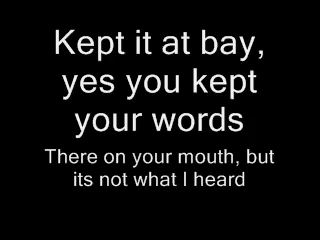 Kept it at bay,
yes you kept
your words
There on your mouth, but
its not what I heard